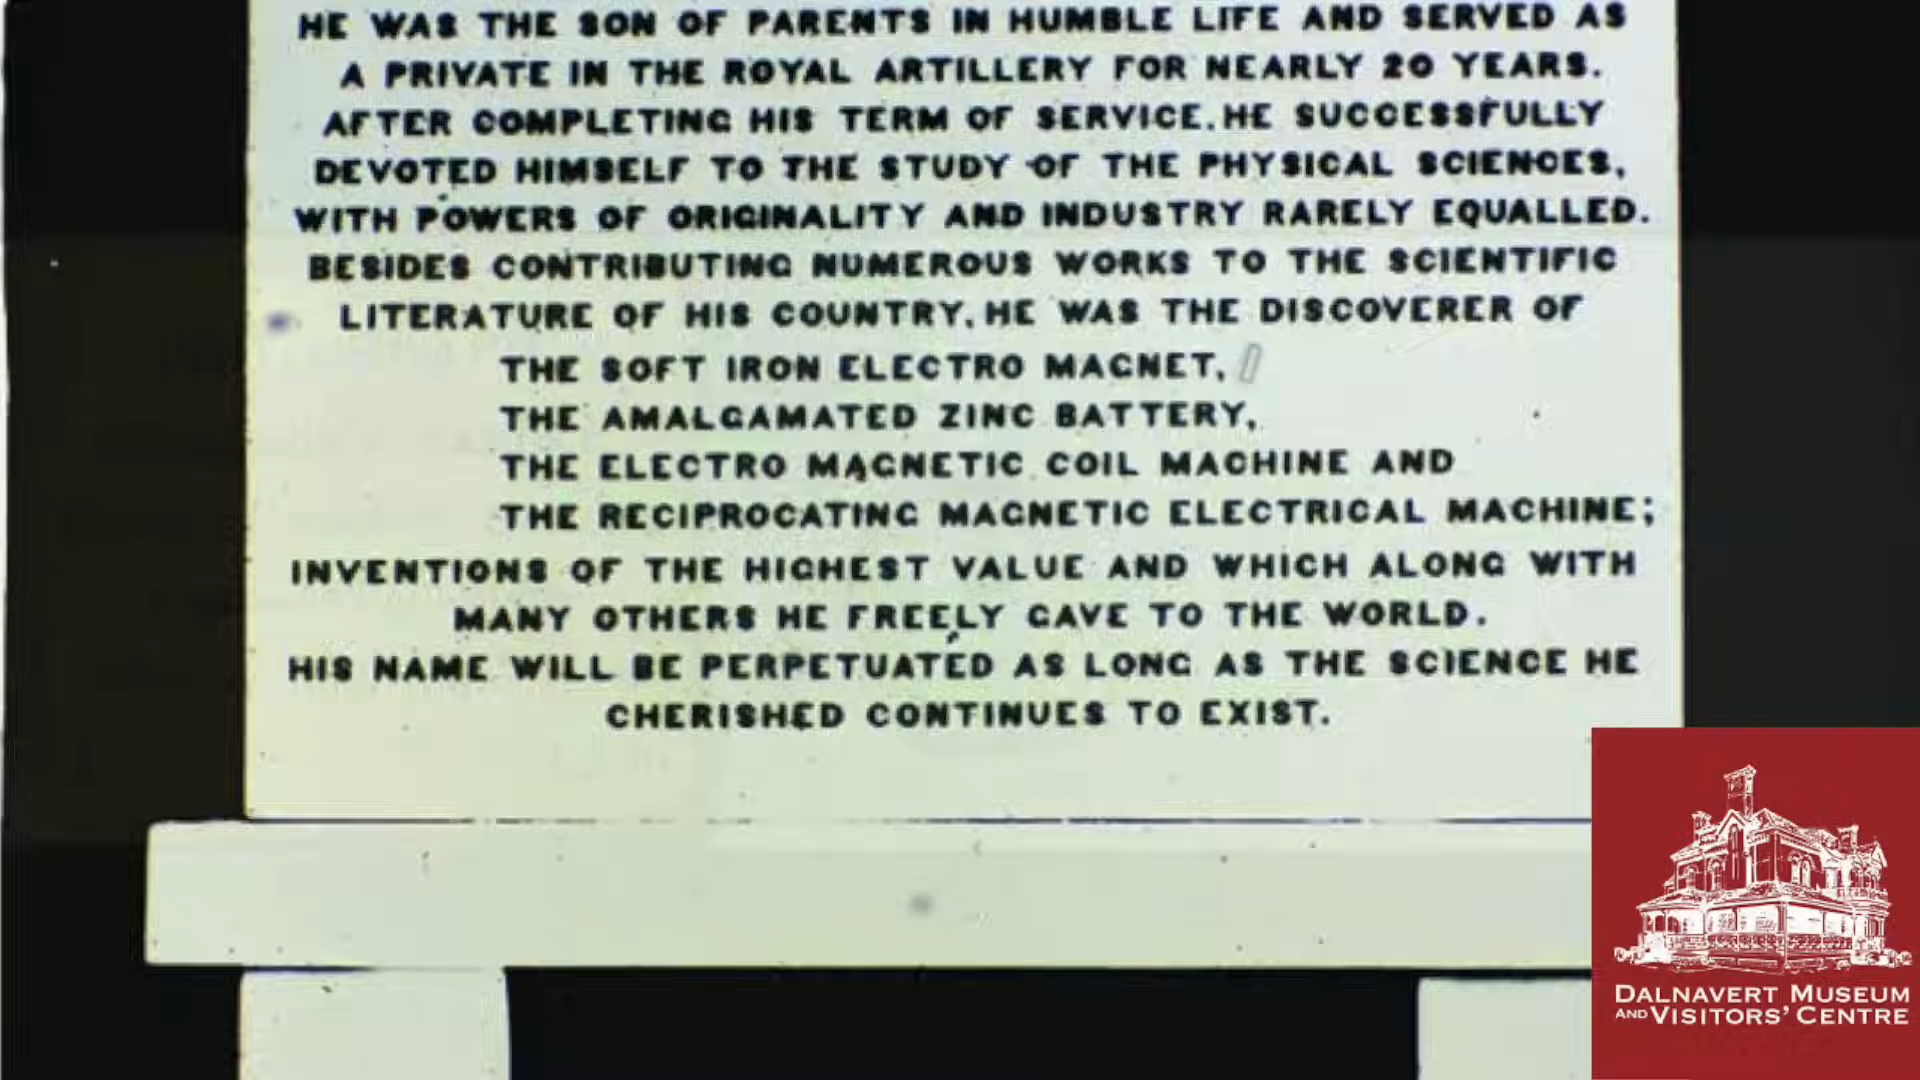 HE WAS THE SON OF PARENTS IN HUMBLE LIFE AND SERVED AS
A PRIVATE IN THE ROYAL ARTILLERY FOR NEARLY 20 YEARS.
AFTER COMPLETING HIS TERM OF SERVICE, HE SUCCESSFULLY
DEVOTED HIMSELF TO THE STUDY OF THE PHYSICAL SCIENCES,
WITH POWERS OF ORIGINALITY AND INDUSTRY RARELY EQUALLED.
BESIDES CONTRIBUTING NUMEROUS WORKS TO THE SCIENTIFIC
LITERATURE OF HIS COUNTRY, HE WAS THE DISCOVERER OF
THE SOFT IRON ELECTRO MAGNET,
THE AMALGAMATED ZINC BATTERY,
THE ELECTRO MAGNETIC COIL MACHINE AND
THE RECIPROCATING MAGNETIC ELECTRICAL MACHINE;
INVENTIONS OF THE HIGHEST VALUE AND WHICH ALONG WITH
MANY OTHERS HE FREELY GAVE TO THE WORLD.
HIS NAME WILL BE PERPETUATED AS LONG AS THE SCIENCE HE
CHERISHED CONTINUES TO EXIST.
DALNAVERT MUSEUM
AND VISITORS' CENTRE